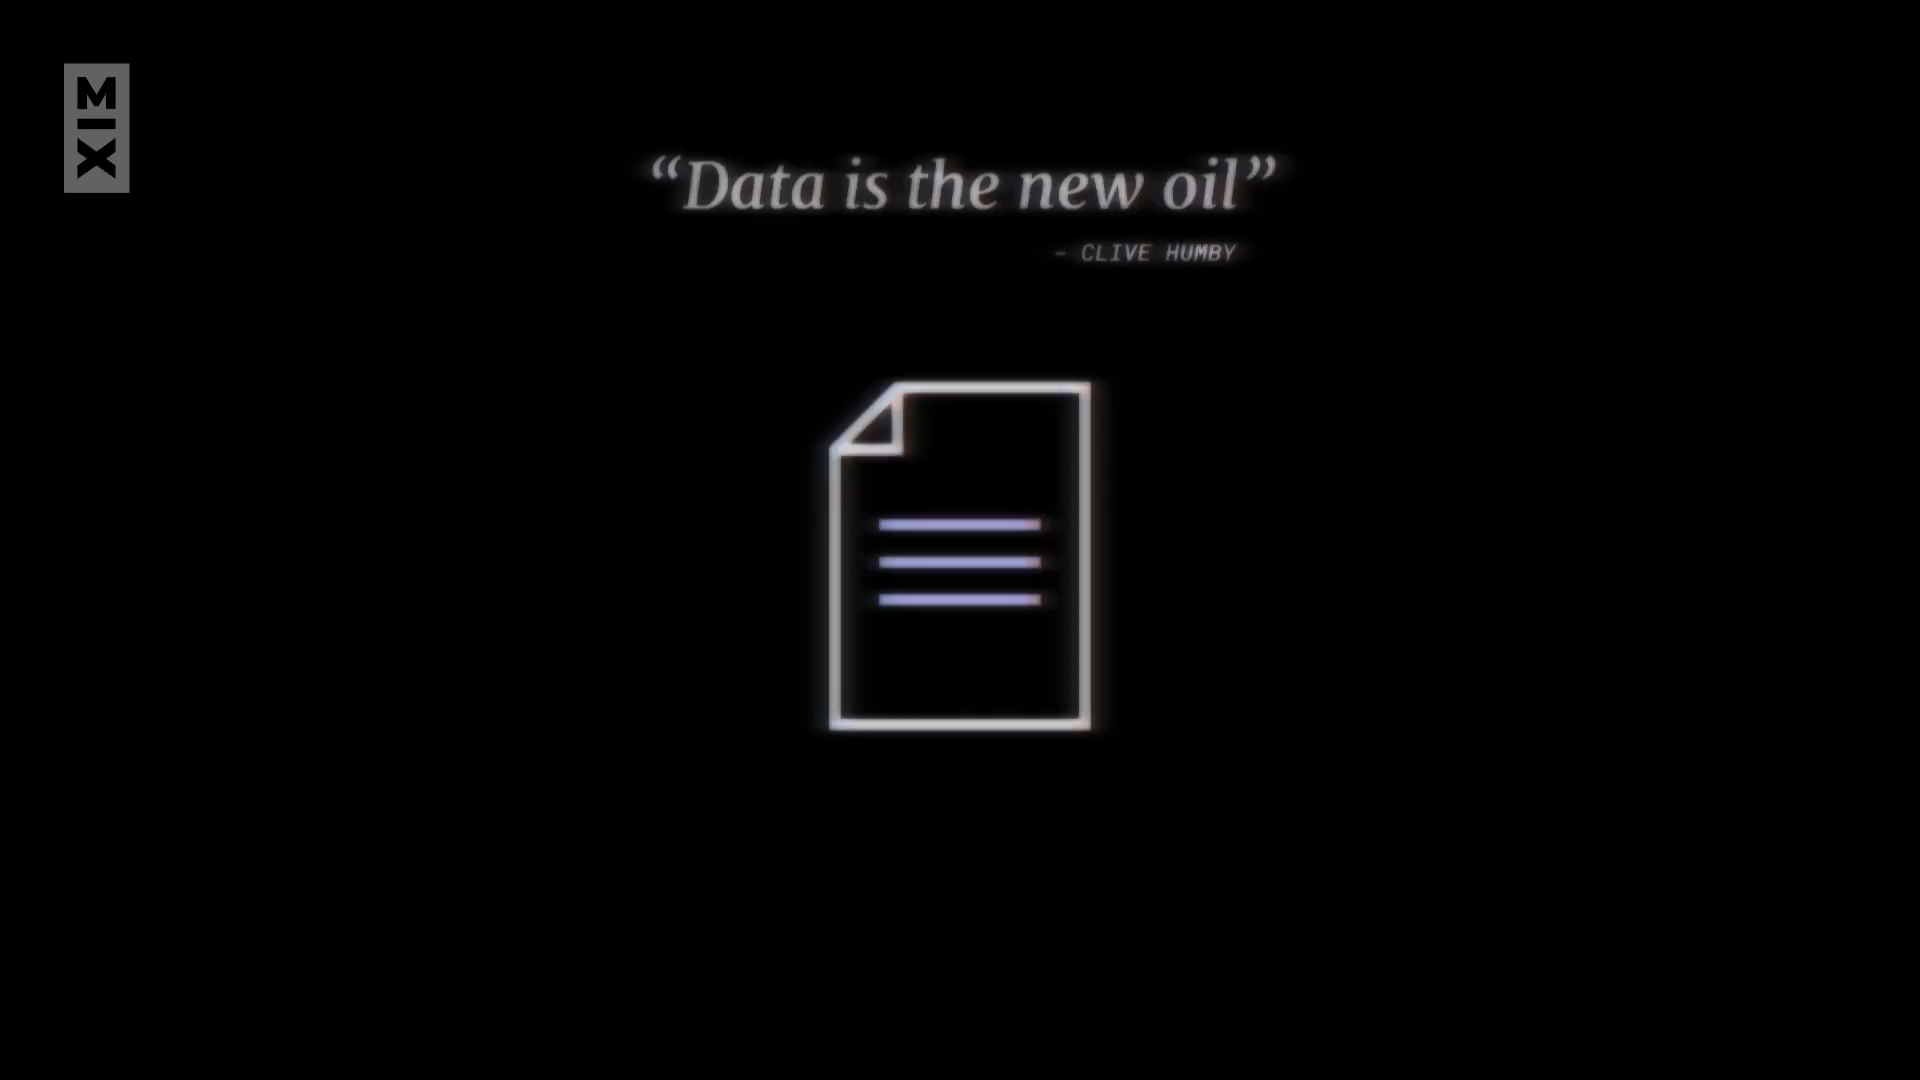 MIX
“Data is the new oil”
- CLIVE HUMBY